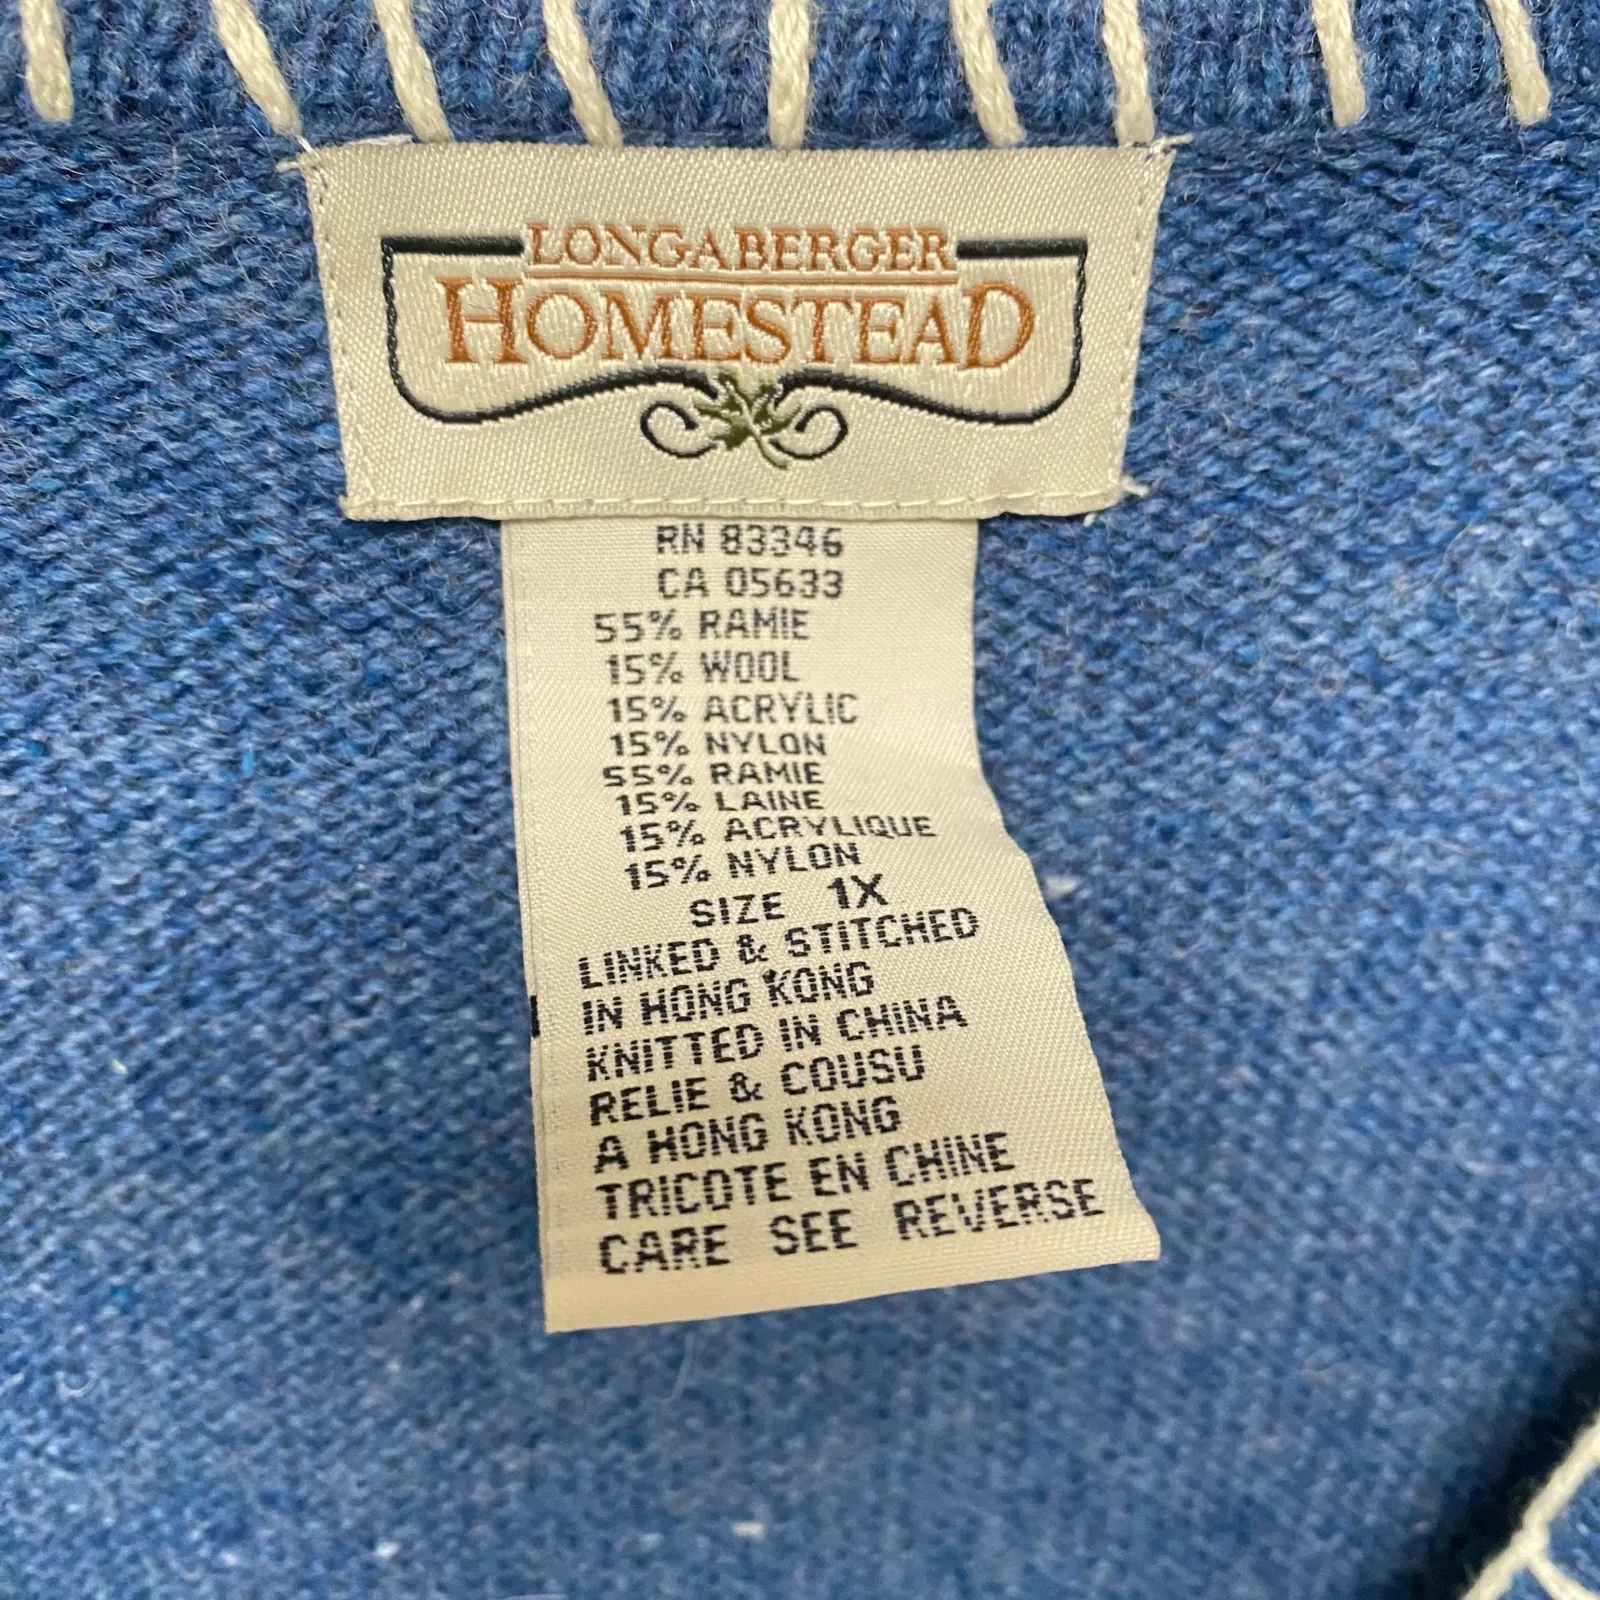 LONGABERGER
HOMESTEAD
RN 83346
CA 05633
55% RAMIE
15% WOOL
15% ACRYLIC
15% NYLON
55% RAMIE
15% LAINE
15% ACRYLIQUE
15% NYLON
SIZE 1X
LINKED & STITCHED
IN HONG KONG
KNITTED IN CHINA
RELIE & COUSU
A HONG KONG
TRICOTE EN CHINE
CARE SEE REVERSE